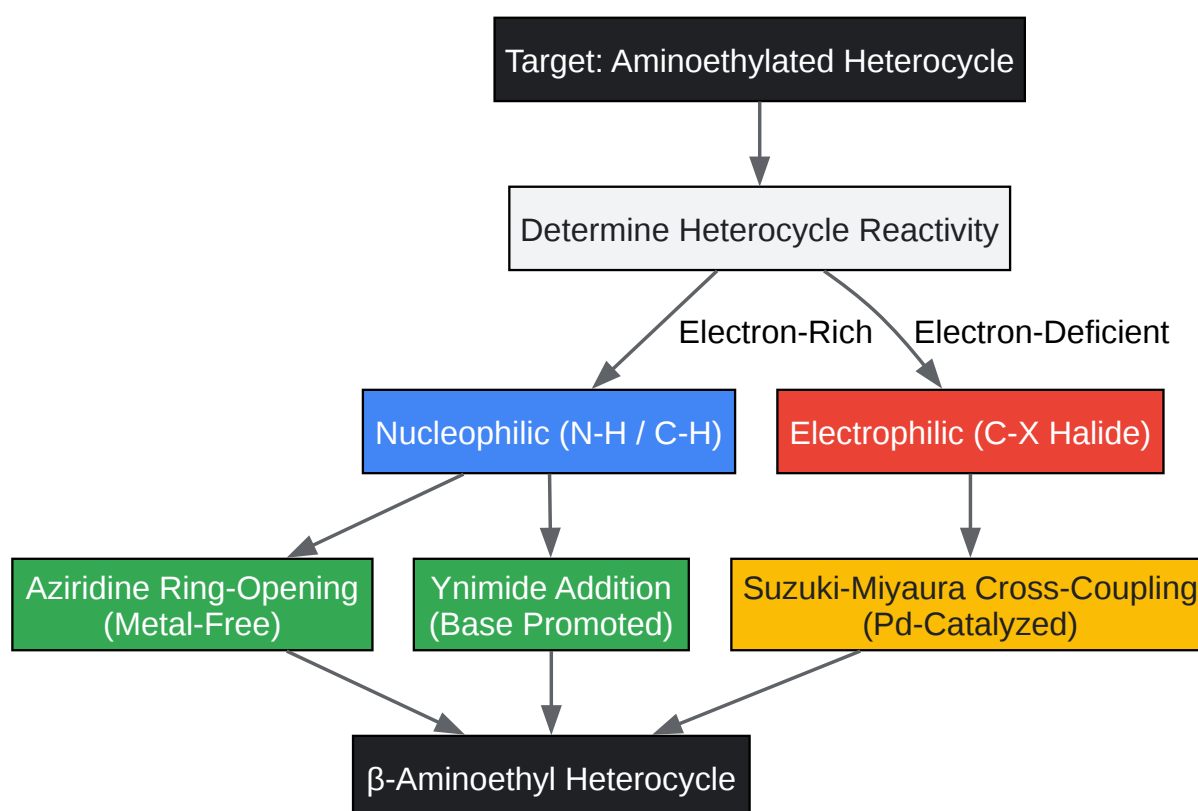 Target: Aminoethylated Heterocycle
Determine Heterocycle Reactivity
Electron-Rich
Electron-Deficient
Nucleophilic (N-H / C-H)
Electrophilic (C-X Halide)
Aziridine Ring-Opening
(Metal-Free)
Ynimide Addition
(Base Promoted)
Suzuki-Miyaura Cross-Coupling
(Pd-Catalyzed)
β-Aminoethyl Heterocycle